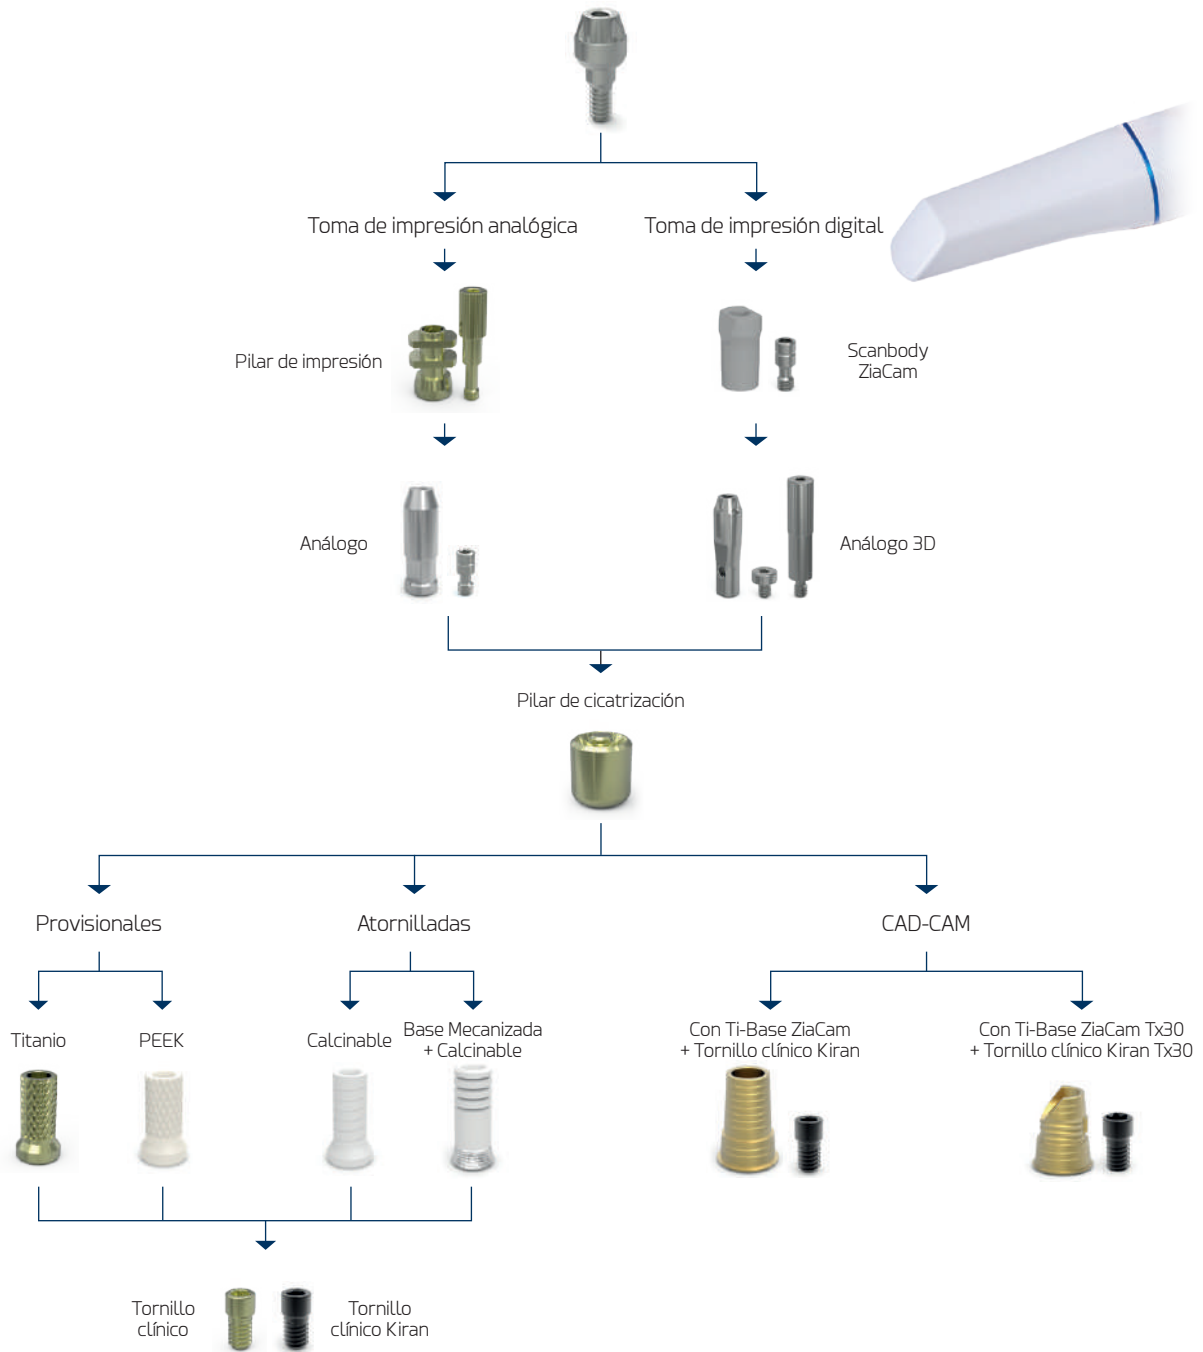 Toma de impresión analógica
Toma de impresión digital
Pilar de impresión
Scanbody
ZiaCam
Análogo
Análogo 3D
Pilar de cicatrización
Provisionales
Atornilladas
CAD-CAM
Titanio
PEEK
Calcinable
Base Mecanizada
+ Calcinable
Con Ti-Base ZiaCam
+ Tornillo clínico Kiran
Con Ti-Base ZiaCam Tx30
+ Tornillo clínico Kiran Tx30
Tornillo
clínico
Tornillo
clínico Kiran